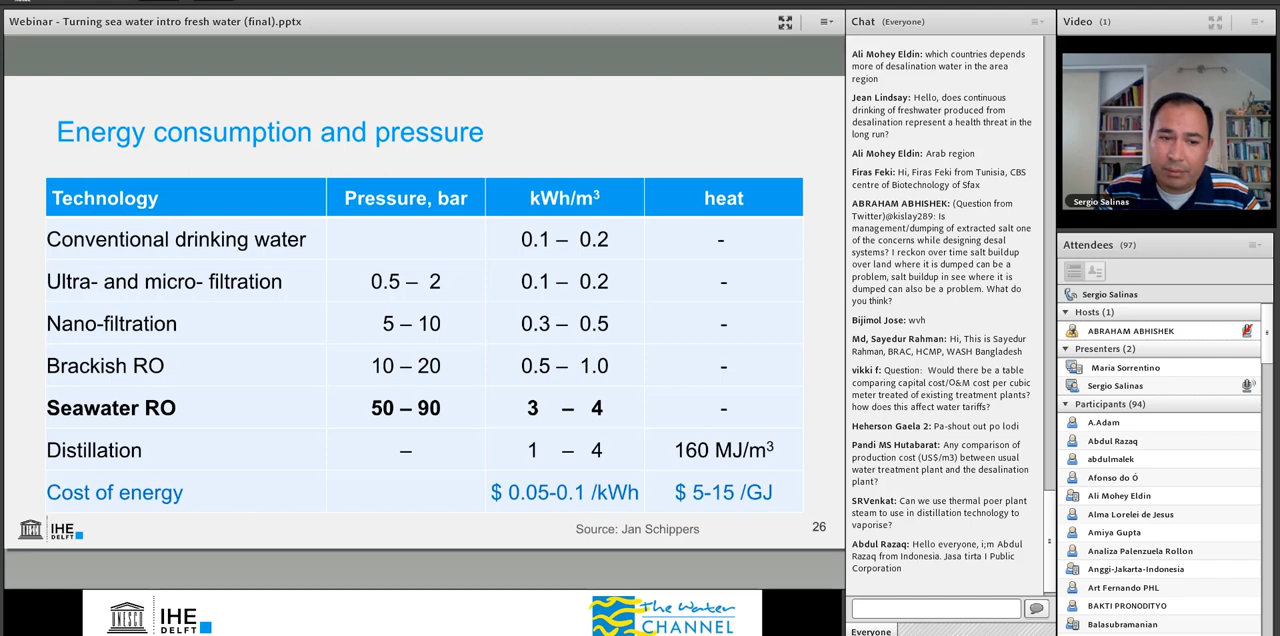 Webinar - Turning sea water intro fresh water (final).pptx
Energy consumption and pressure
Technology Pressure, bar kWh/m³ heat
Conventional drinking water 0.1 – 0.2 -
Ultra- and micro- filtration 0.5 – 2 0.1 – 0.2 -
Nano-filtration 5 – 10 0.3 – 0.5 -
Brackish RO 10 – 20 0.5 – 1.0 -
Seawater RO 50 – 90 3 – 4 -
Distillation – 1 – 4 160 MJ/m³
Cost of energy $ 0.05-0.1 /kWh $ 5-15 /GJ
IHE
DELFT
Source: Jan Schippers
26
UNESCO
IHE
DELFT
The Water
CHANNEL
Chat (Everyone)
Ali Mohey Eldin: which countries depends
more of desalination water in the area
region
Jean Lindsay: Hello, does continuous
drinking of freshwater produced from
desalination represent a health threat in the
long run?
Ali Mohey Eldin: Arab region
Firas Feki: Hi, Firas Feki from Tunisia, CBS
centre of Biotechnology of Sfax
ABRAHAM ABHISHEK: (Question from
Twitter)@kislay289: Is
management/dumping of extracted salt one
of the concerns while designing desal
systems? I reckon over time salt buildup
over land where it is dumped can be a
problem, salt buildup in see where it is
dumped can also be a problem. What do
you think?
Bijimol Jose: wvh
Md, Sayedur Rahman: Hi, This is Sayedur
Rahman, BRAC, HCMP, WASH Bangladesh
vikki f: Question: Would there be a table
comparing capital cost/O&M cost per cubic
meter treated of existing treatment plants?
how does this affect water tariffs?
Heherson Gaela 2: Pa-shout out po lodi
Pandi MS Hutabarat: Any comparison of
production cost (US$/m3) between usual
water treatment plant and the desalination
plant?
SRVenkat: Can we use thermal poer plant
steam to use in distillation technology to
vaporise?
Abdul Razaq: Hello everyone, i;m Abdul
Razaq from Indonesia. Jasa tirta I Public
Corporation
Everyone
Video (1)
Sergio Salinas
Attendees (97)
Sergio Salinas
Hosts (1)
ABRAHAM ABHISHEK
Presenters (2)
Maria Sorrentino
Sergio Salinas
Participants (94)
A.Adam
Abdul Razaq
abdulmalek
Afonso do Ó
Ali Mohey Eldin
Alma Lorelei de Jesus
Amiya Gupta
Analiza Palenzuela Rollon
Anggi-Jakarta-Indonesia
Art Fernando PHL
BAKTI PRONODITYO
Balasubramanian